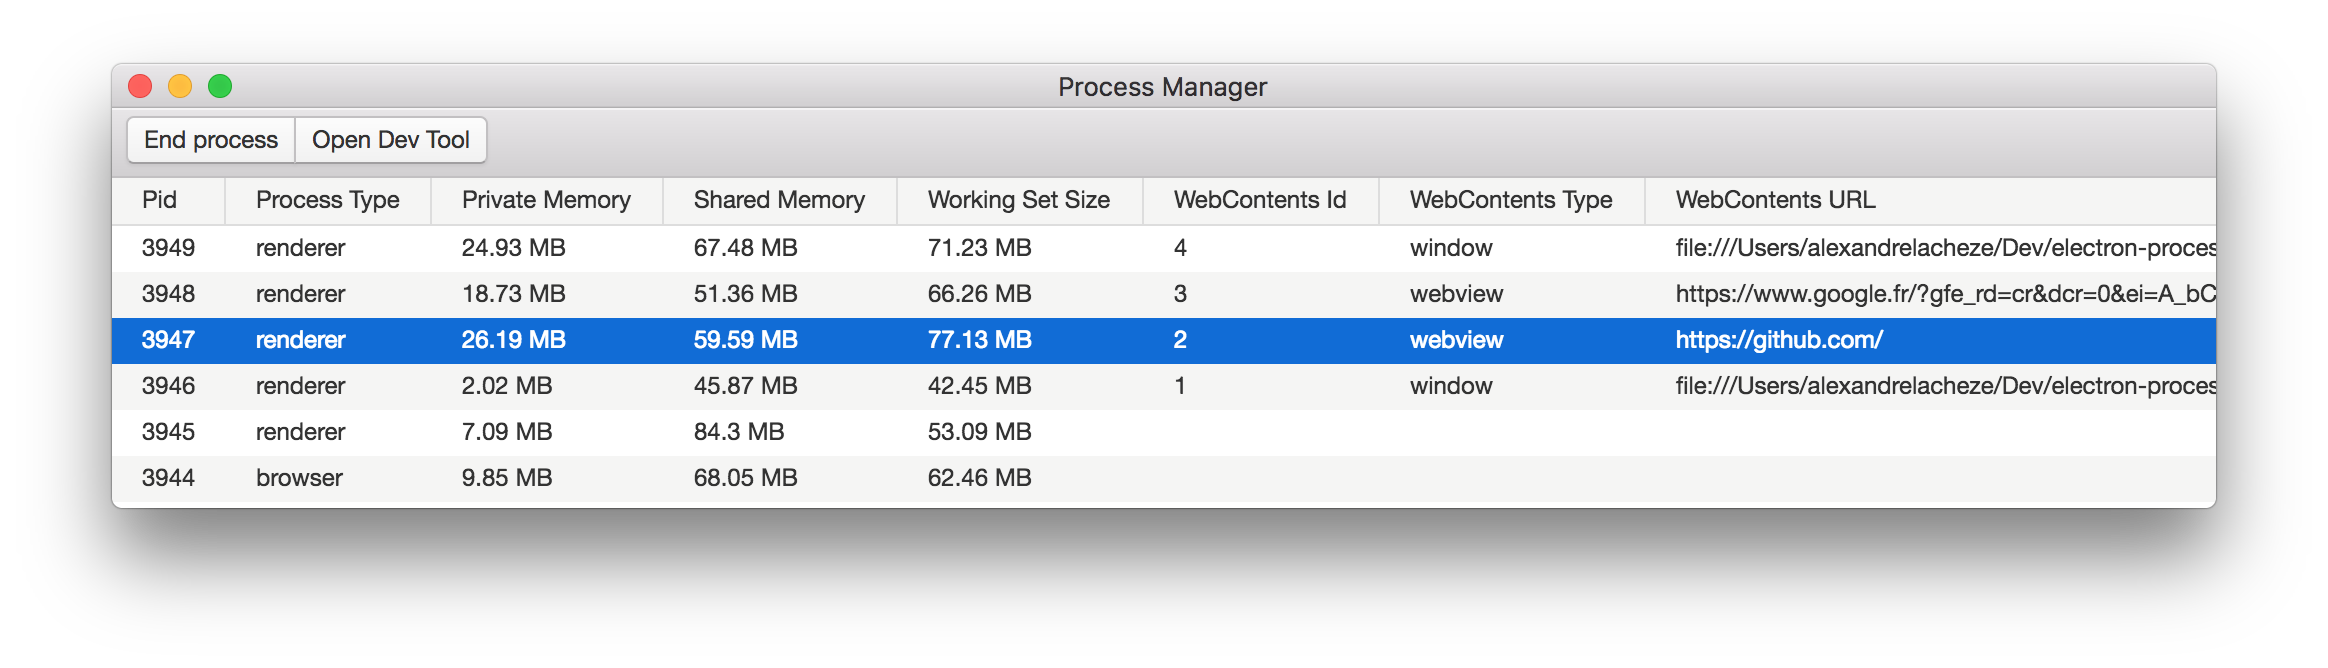 Process Manager
End process Open Dev Tool
Pid Process Type Private Memory Shared Memory Working Set Size WebContents Id WebContents Type WebContents URL
3949 renderer 24.93 MB 67.48 MB 71.23 MB 4 window file:///Users/alexandrelacheze/Dev/electron-proces
3948 renderer 18.73 MB 51.36 MB 66.26 MB 3 webview https://www.google.fr/?gfe_rd=cr&dcr=0&ei=A_bC
3947 renderer 26.19 MB 59.59 MB 77.13 MB 2 webview https://github.com/
3946 renderer 2.02 MB 45.87 MB 42.45 MB 1 window file:///Users/alexandrelacheze/Dev/electron-proces
3945 renderer 7.09 MB 84.3 MB 53.09 MB
3944 browser 9.85 MB 68.05 MB 62.46 MB